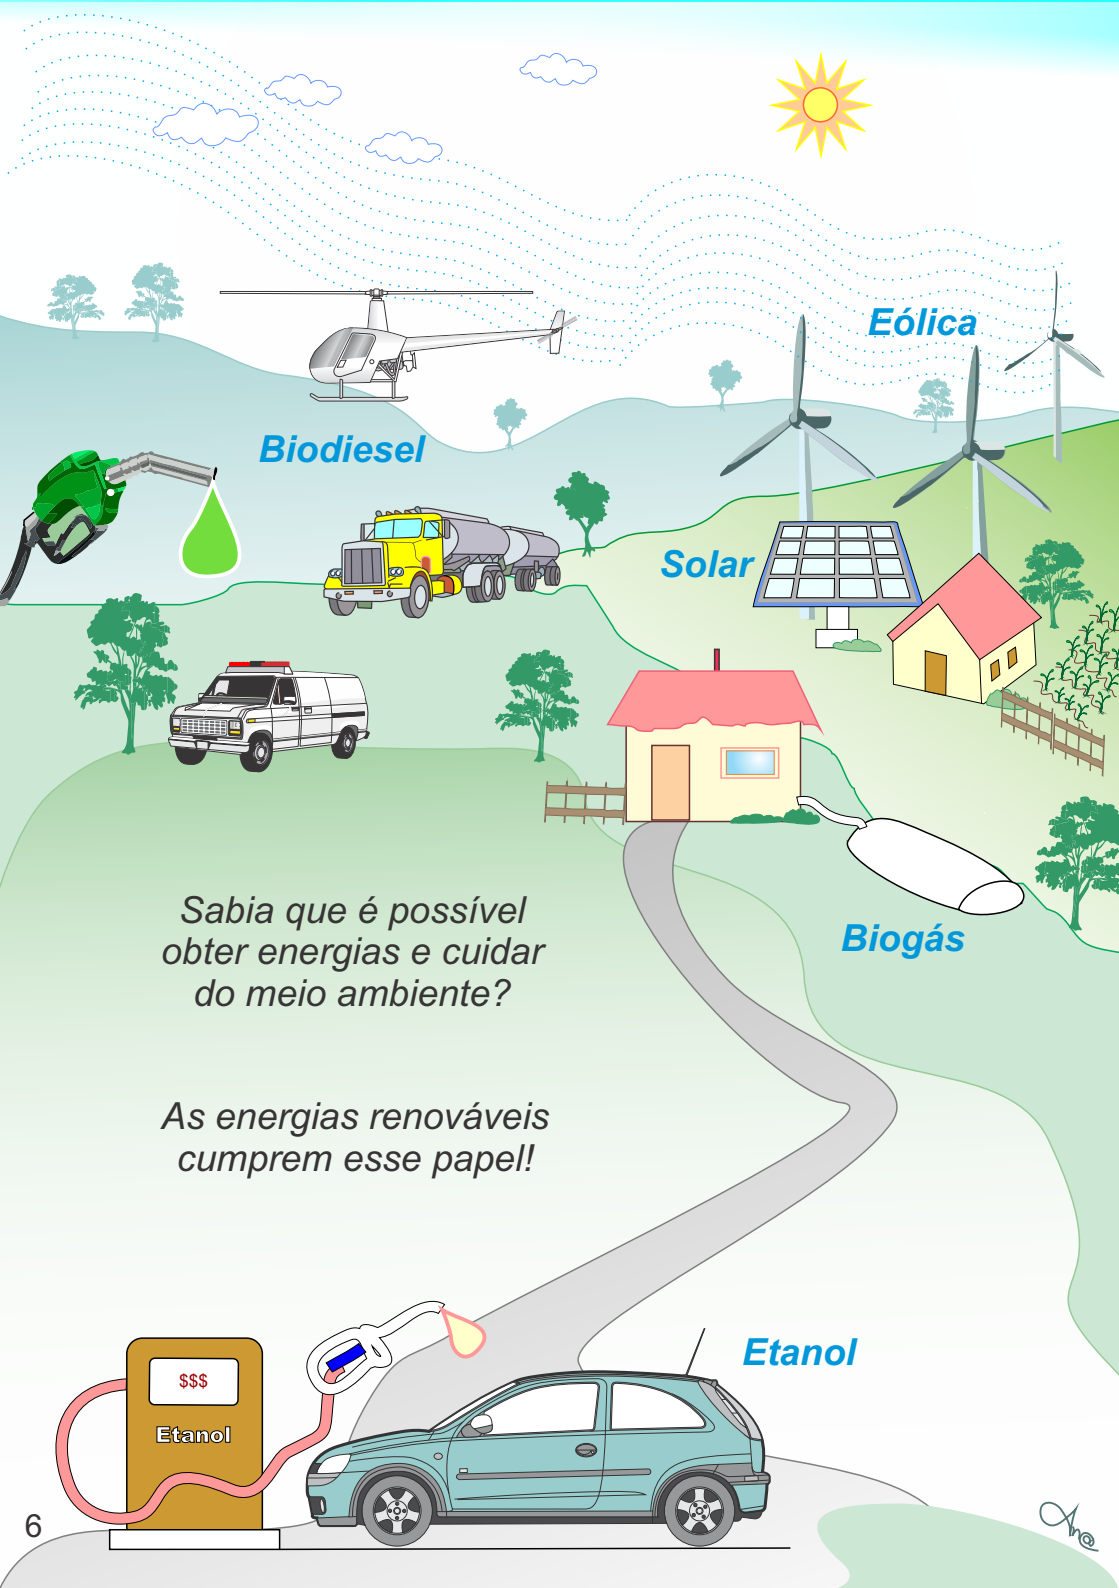 Eólica
Biodiesel
Solar
Sabia que é possível
obter energias e cuidar
do meio ambiente?
Biogás
As energias renováveis
cumprem esse papel!
Etanol
$$$
Etanol
6
An@